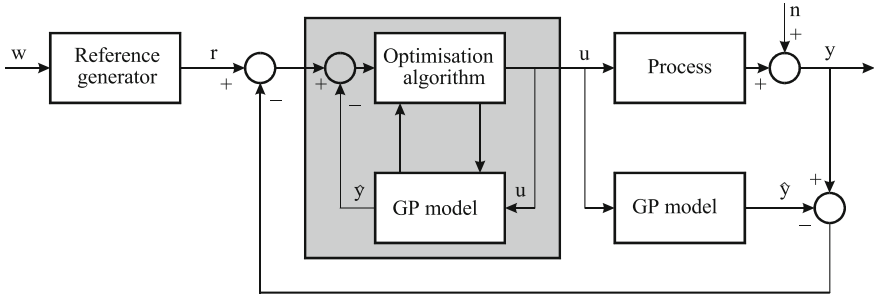 n
w
Reference
generator
r
+
−
+
−
Optimisation
algorithm
u
Process
+
+
y
ŷ
GP model
u
GP model
ŷ
+
−